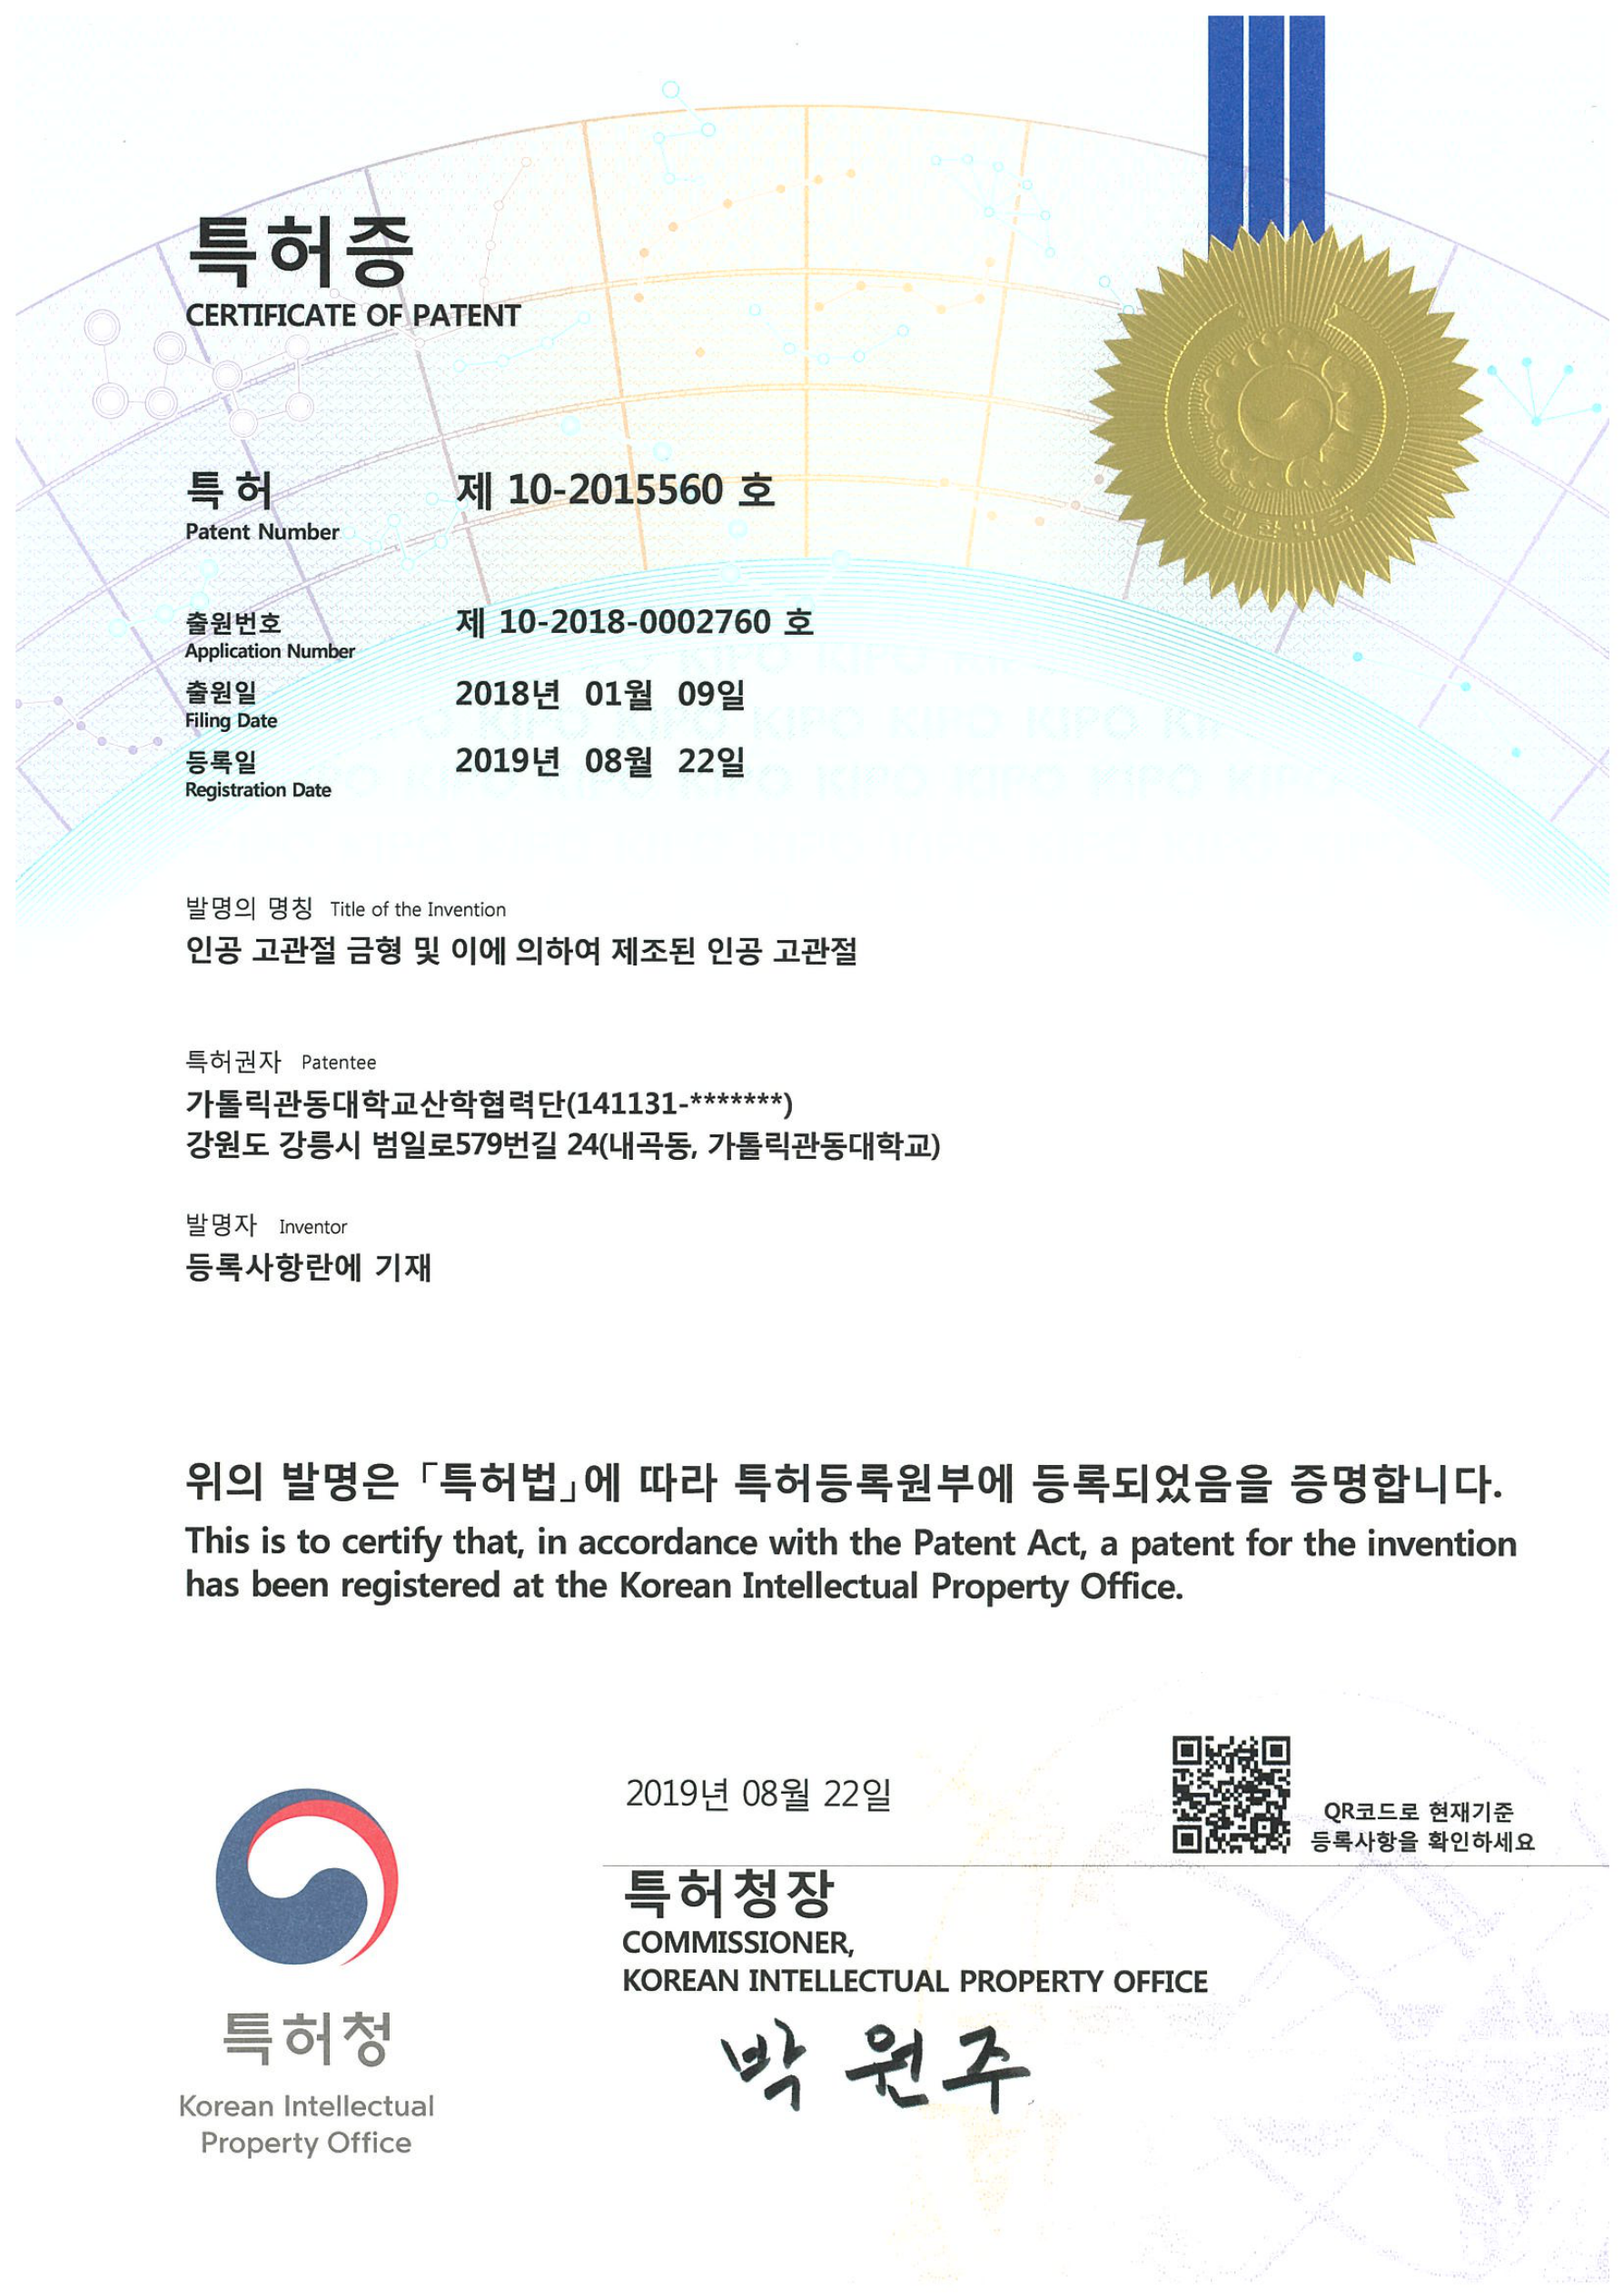 특허증
CERTIFICATE OF PATENT
특 허 제 10-2015560 호
Patent Number
출원번호 제 10-2018-0002760 호
Application Number
출원일 2018년 01월 09일
Filing Date
등록일 2019년 08월 22일
Registration Date
발명의 명칭 Title of the Invention
인공 고관절 금형 및 이에 의하여 제조된 인공 고관절
특허권자 Patentee
가톨릭관동대학교산학협력단(141131-*******)
강원도 강릉시 범일로579번길 24(내곡동, 가톨릭관동대학교)
발명자 Inventor
등록사항란에 기재
위의 발명은 「특허법」에 따라 특허등록원부에 등록되었음을 증명합니다.
This is to certify that, in accordance with the Patent Act, a patent for the invention
has been registered at the Korean Intellectual Property Office.
2019년 08월 22일
QR코드로 현재기준
등록사항을 확인하세요
특허청장
COMMISSIONER,
KOREAN INTELLECTUAL PROPERTY OFFICE
박원주
특허청
Korean Intellectual
Property Office